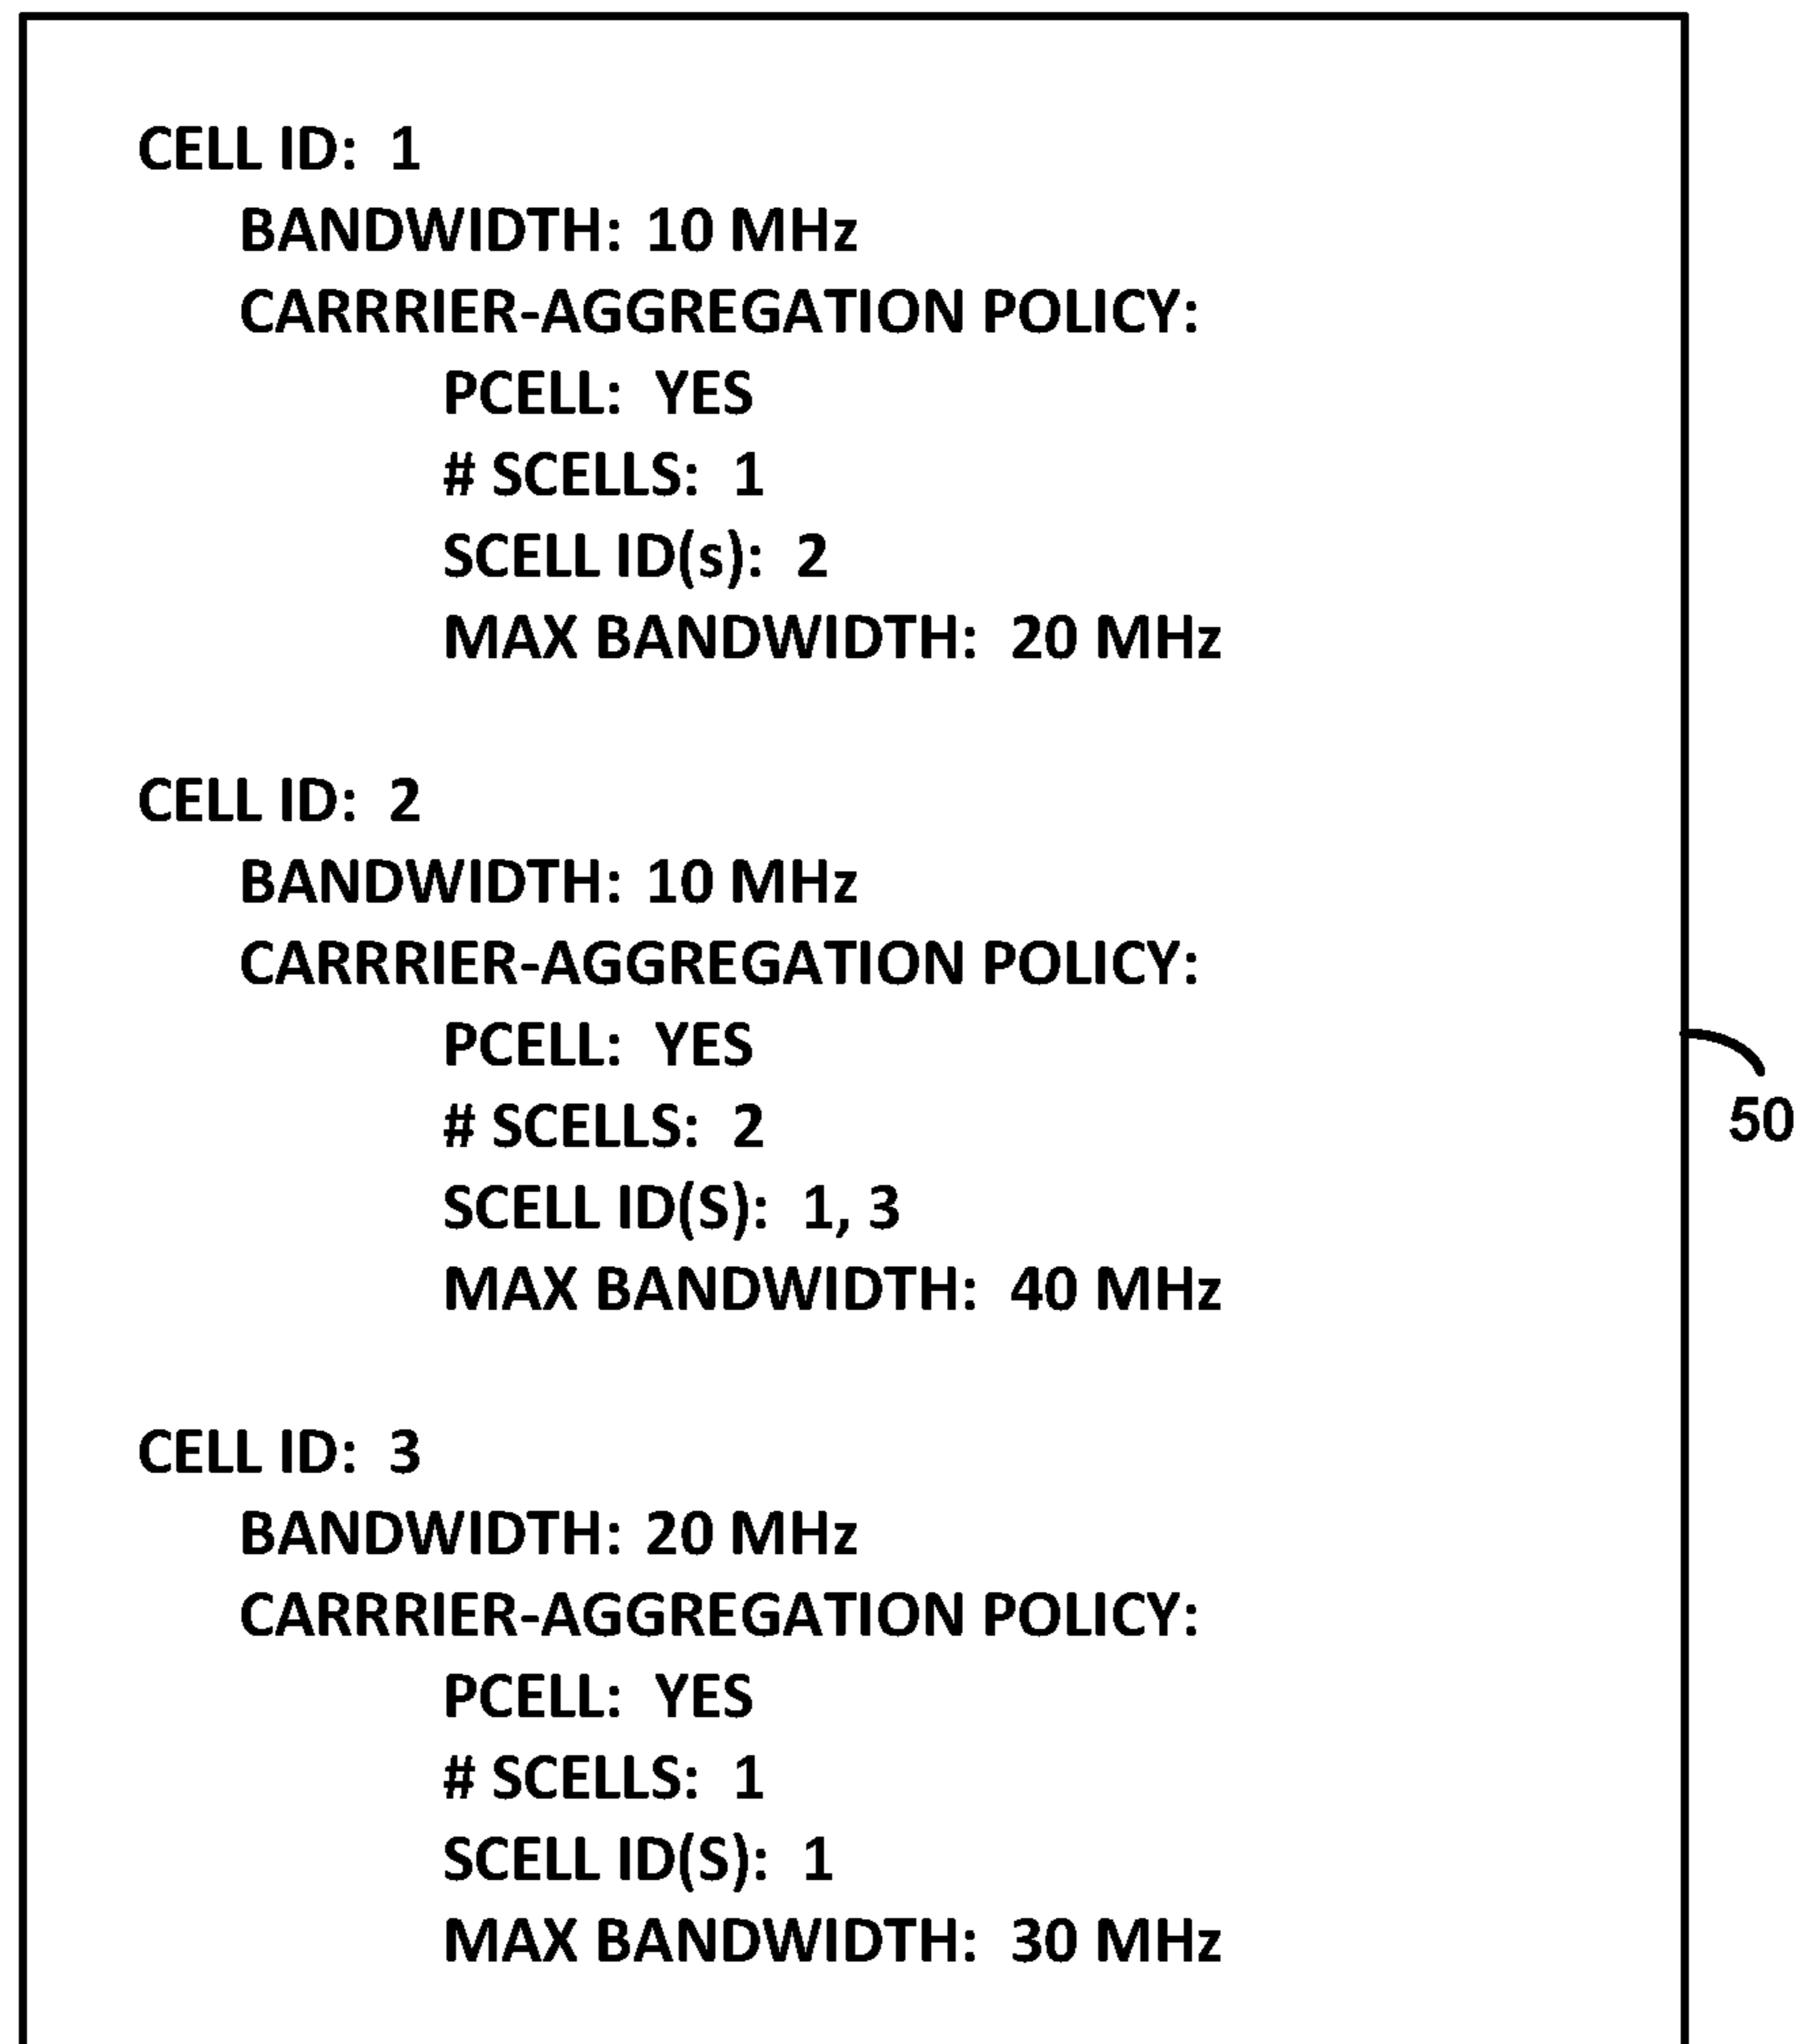 CELL ID: 1
BANDWIDTH: 10 MHz
CARRRIER-AGGREGATION POLICY:
PCELL: YES
# SCELLS: 1
SCELL ID(s): 2
MAX BANDWIDTH: 20 MHz
CELL ID: 2
BANDWIDTH: 10 MHz
CARRRIER-AGGREGATION POLICY:
PCELL: YES
# SCELLS: 2
SCELL ID(S): 1, 3
MAX BANDWIDTH: 40 MHz
CELL ID: 3
BANDWIDTH: 20 MHz
CARRRIER-AGGREGATION POLICY:
PCELL: YES
# SCELLS: 1
SCELL ID(S): 1
MAX BANDWIDTH: 30 MHz
50